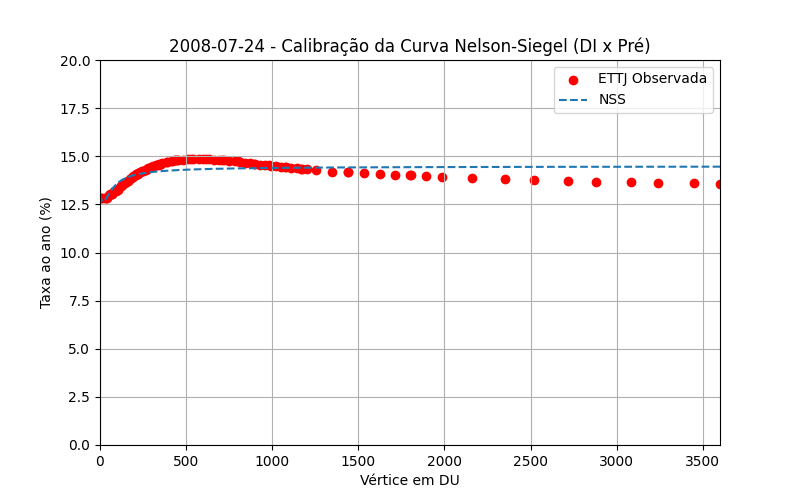 2008-07-24 - Calibração da Curva Nelson-Siegel (DI x Pré)
20.0
17.5
15.0
12.5
10.0
7.5
5.0
2.5
0.0
Taxa ao ano (%)
ETTJ Observada
NSS
0 500 1000 1500 2000 2500 3000 3500
Vértice em DU